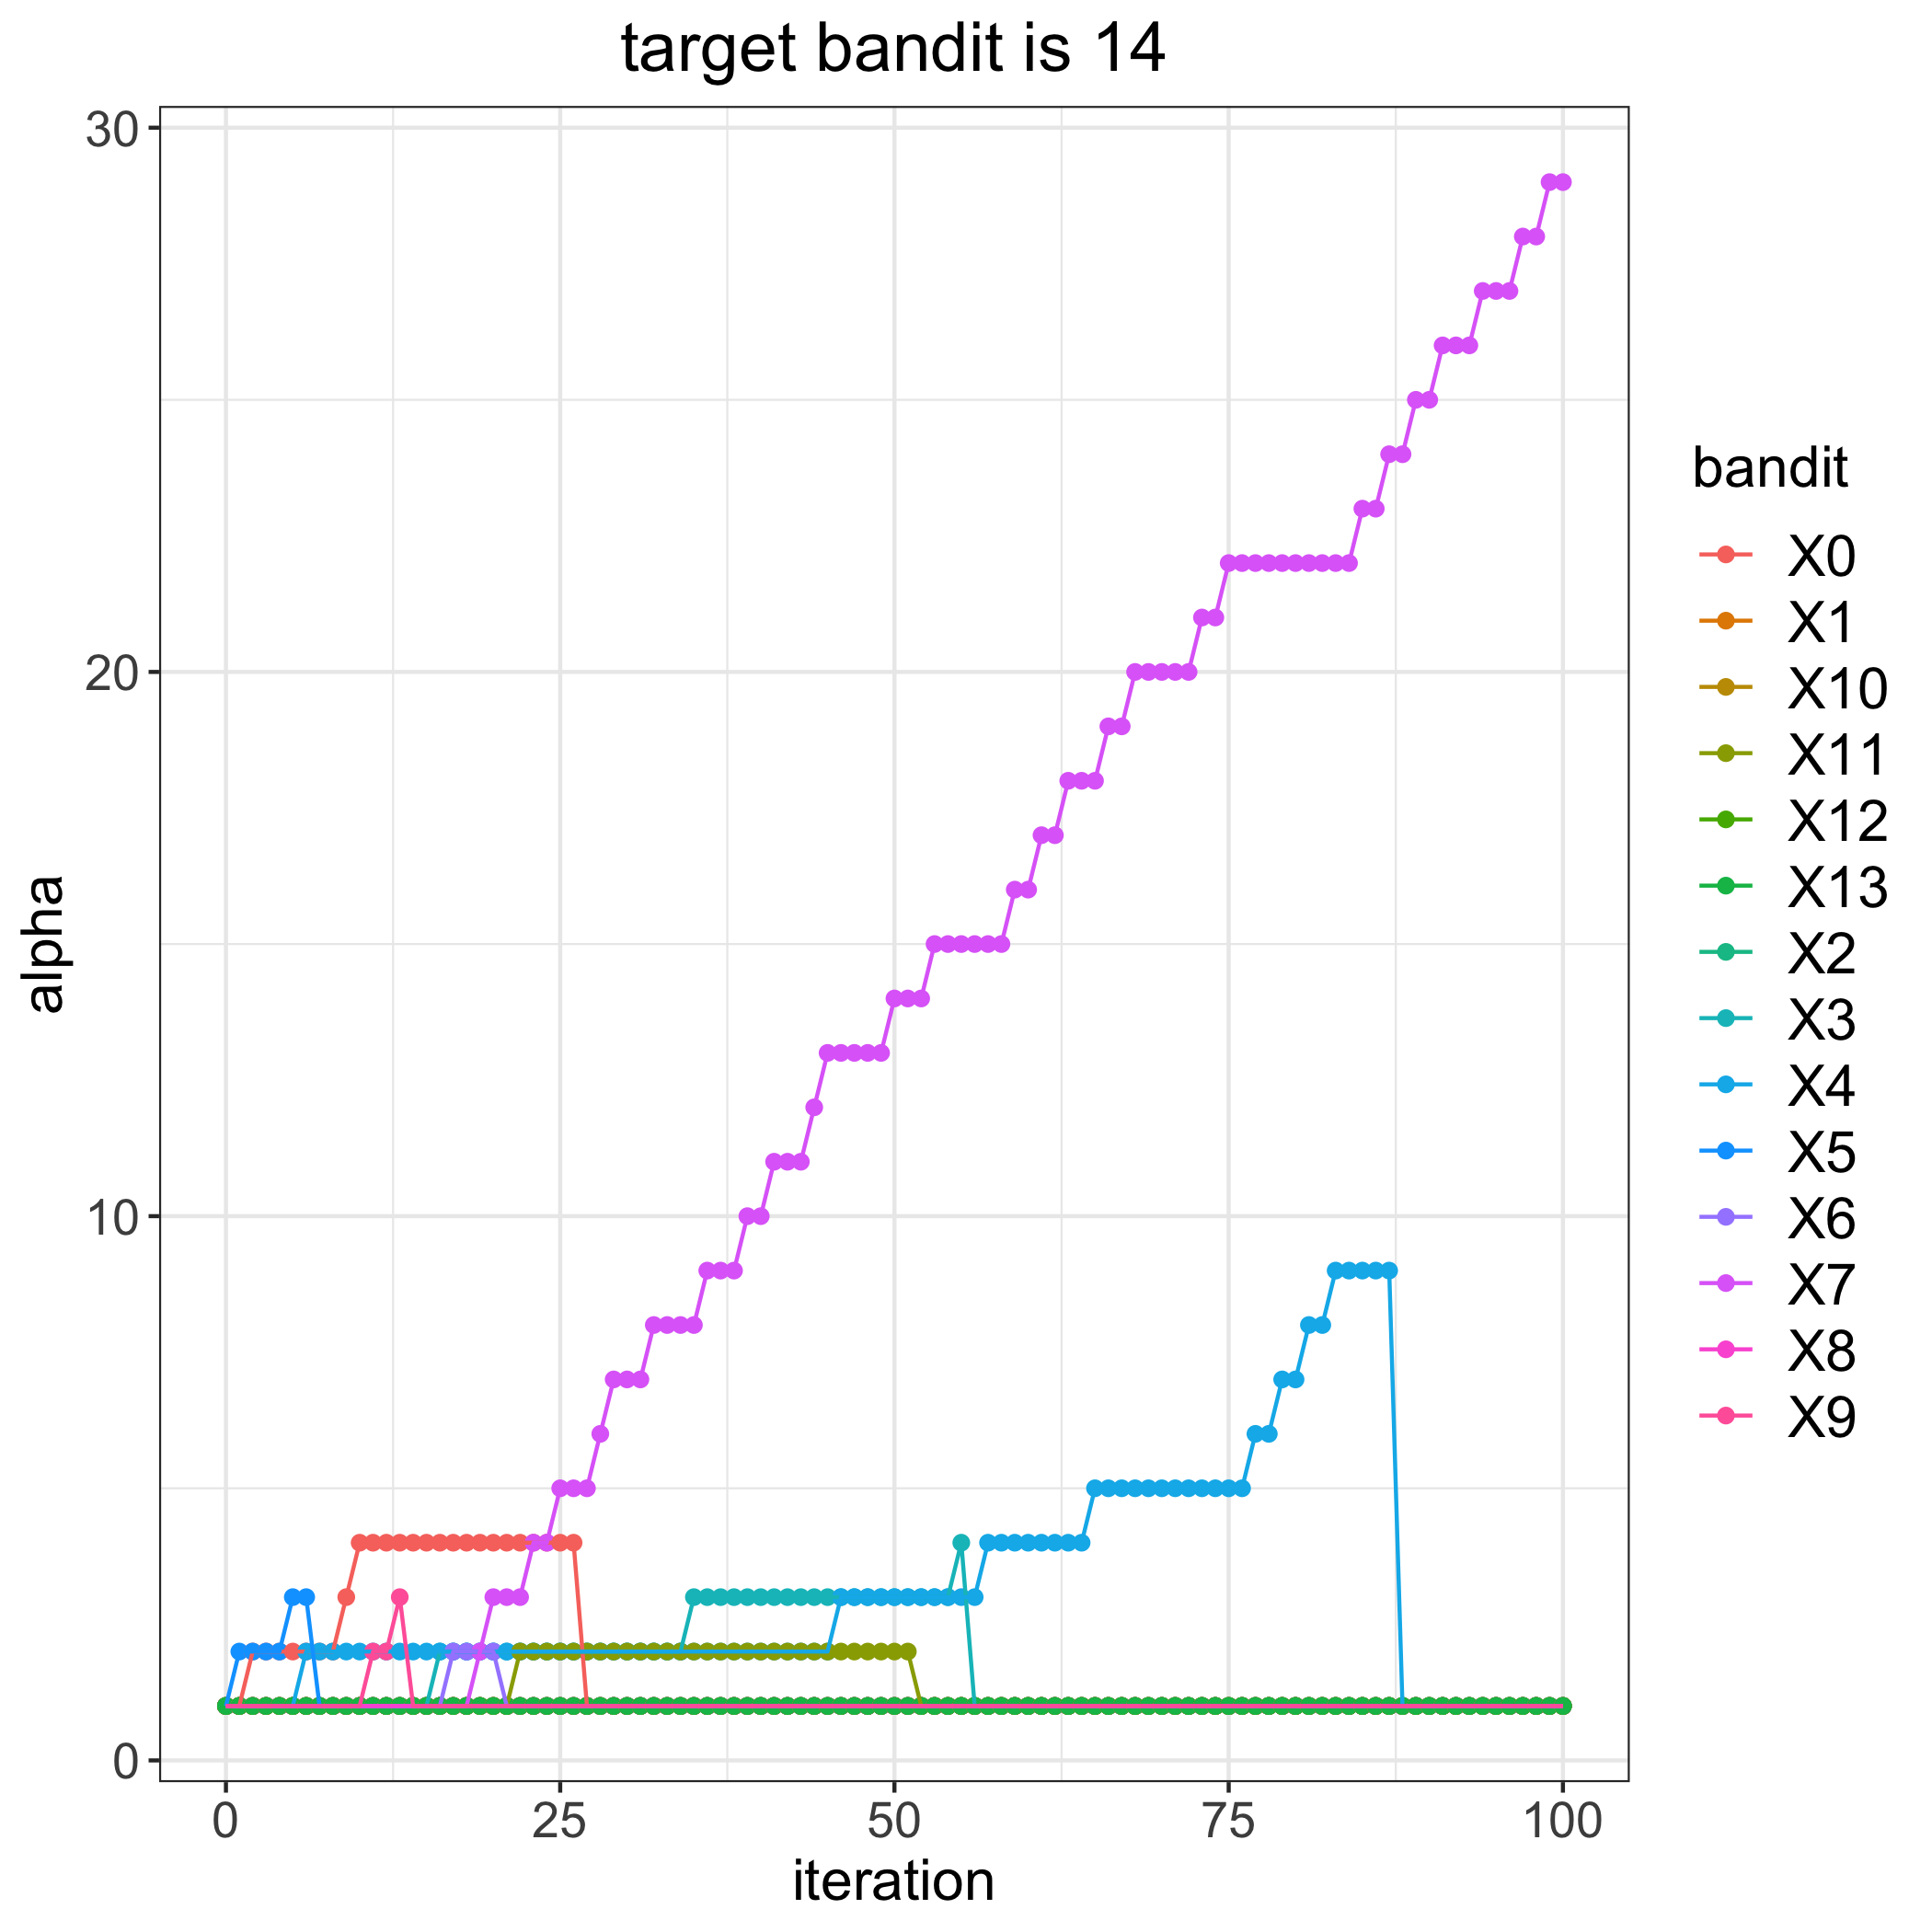 target bandit is 14
30
20
10
0
alpha
0 25 50 75 100
iteration
bandit
X0
X1
X10
X11
X12
X13
X2
X3
X4
X5
X6
X7
X8
X9